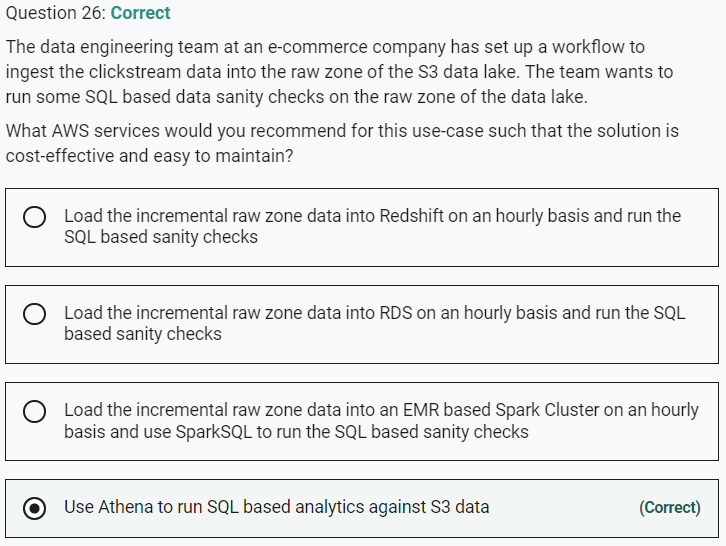 Question 26: Correct
The data engineering team at an e-commerce company has set up a workflow to
ingest the clickstream data into the raw zone of the S3 data lake. The team wants to
run some SQL based data sanity checks on the raw zone of the data lake.
What AWS services would you recommend for this use-case such that the solution is
cost-effective and easy to maintain?
Load the incremental raw zone data into Redshift on an hourly basis and run the
SQL based sanity checks
Load the incremental raw zone data into RDS on an hourly basis and run the SQL
based sanity checks
Load the incremental raw zone data into an EMR based Spark Cluster on an hourly
basis and use SparkSQL to run the SQL based sanity checks
Use Athena to run SQL based analytics against S3 data (Correct)